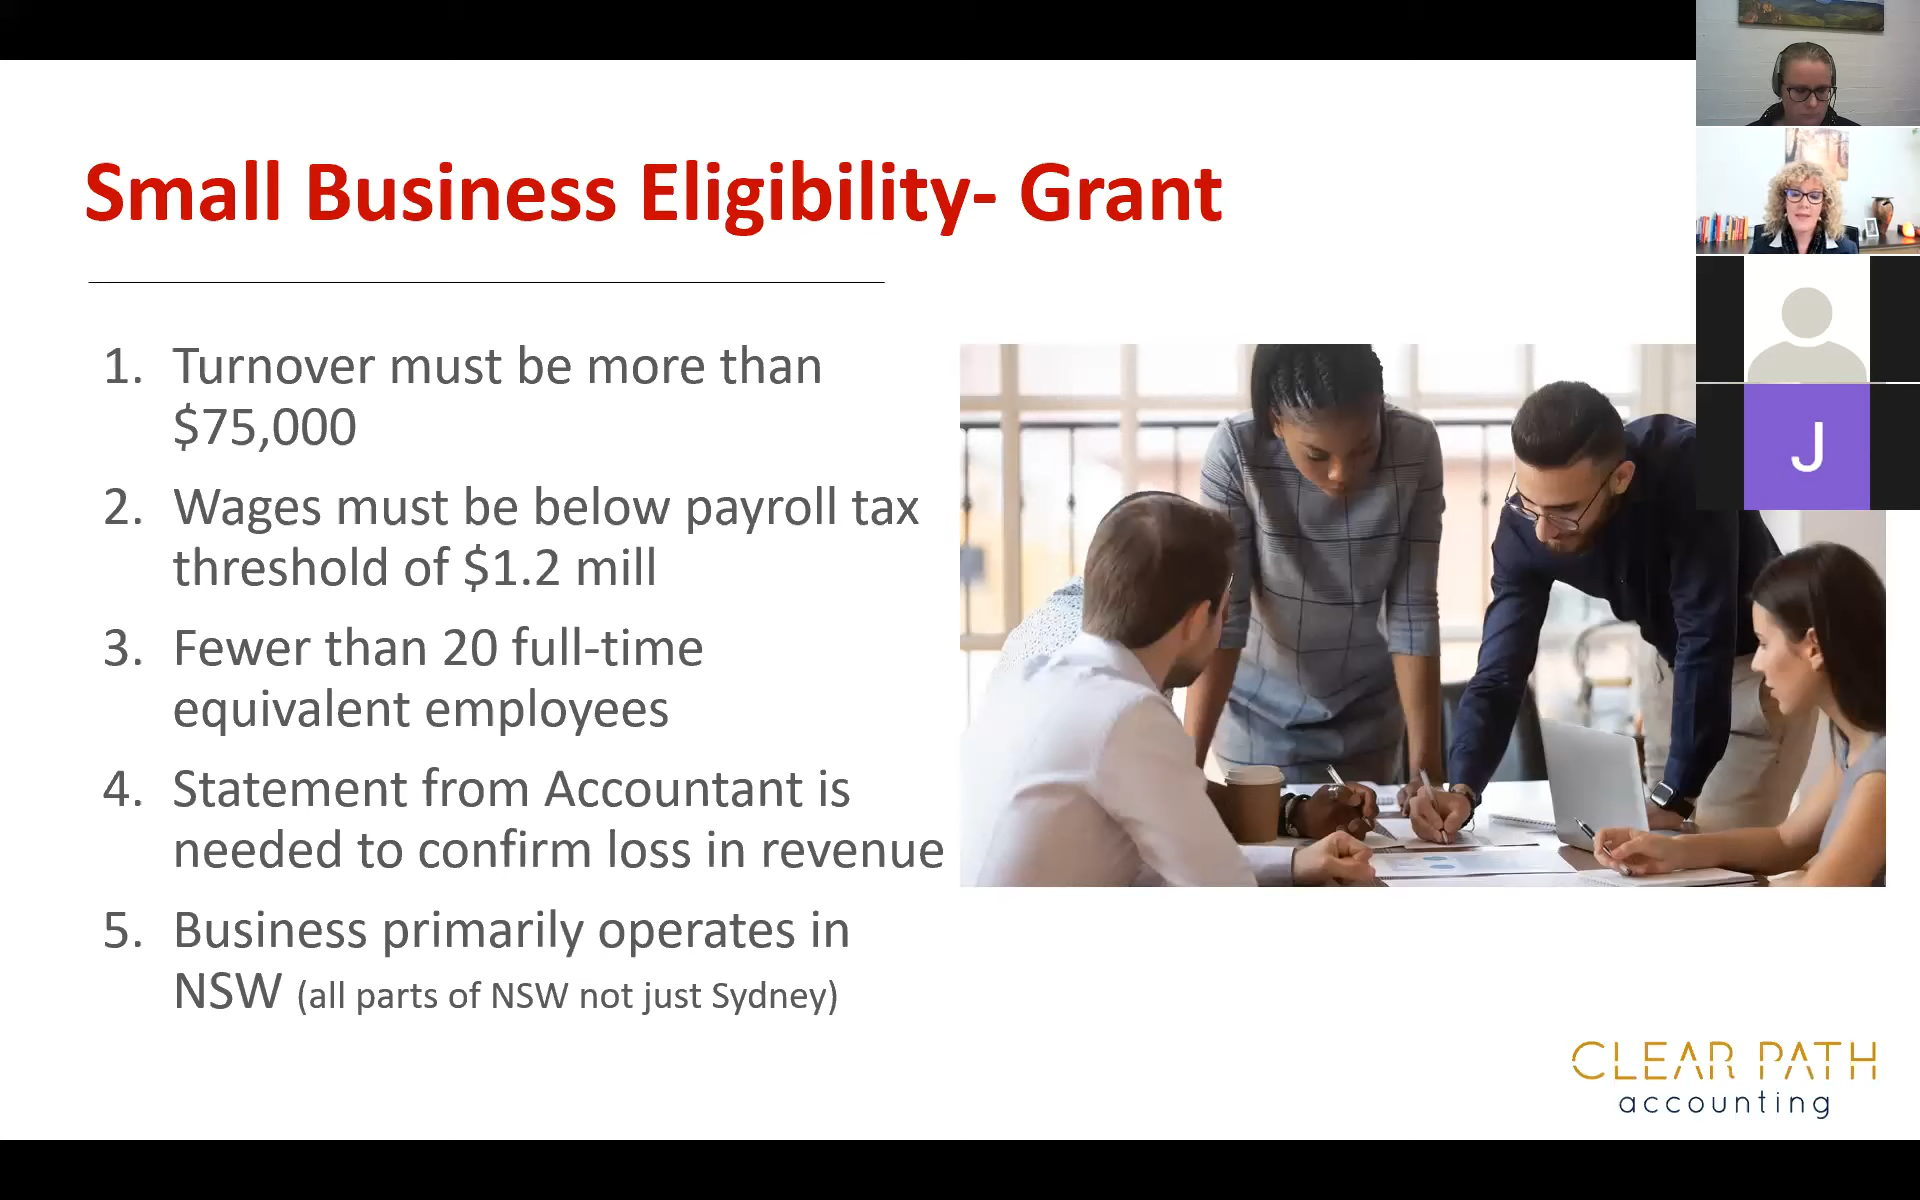 Small Business Eligibility- Grant
1. Turnover must be more than
$75,000
2. Wages must be below payroll tax
threshold of $1.2 mill
3. Fewer than 20 full-time
equivalent employees
4. Statement from Accountant is
needed to confirm loss in revenue
5. Business primarily operates in
NSW (all parts of NSW not just Sydney)
J
CLEAR PATH
accounting